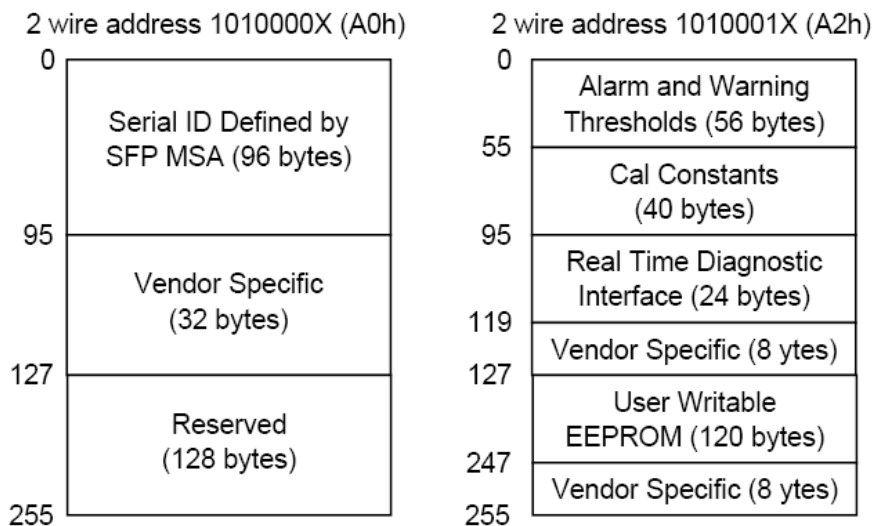 2 wire address 1010000X (A0h)
0
Serial ID Defined by
SFP MSA (96 bytes)
95
Vendor Specific
(32 bytes)
127
Reserved
(128 bytes)
255
2 wire address 1010001X (A2h)
0
Alarm and Warning
Thresholds (56 bytes)
55
Cal Constants
(40 bytes)
95
Real Time Diagnostic
Interface (24 bytes)
119
Vendor Specific (8 ytes)
127
User Writable
EEPROM (120 bytes)
247
Vendor Specific (8 ytes)
255